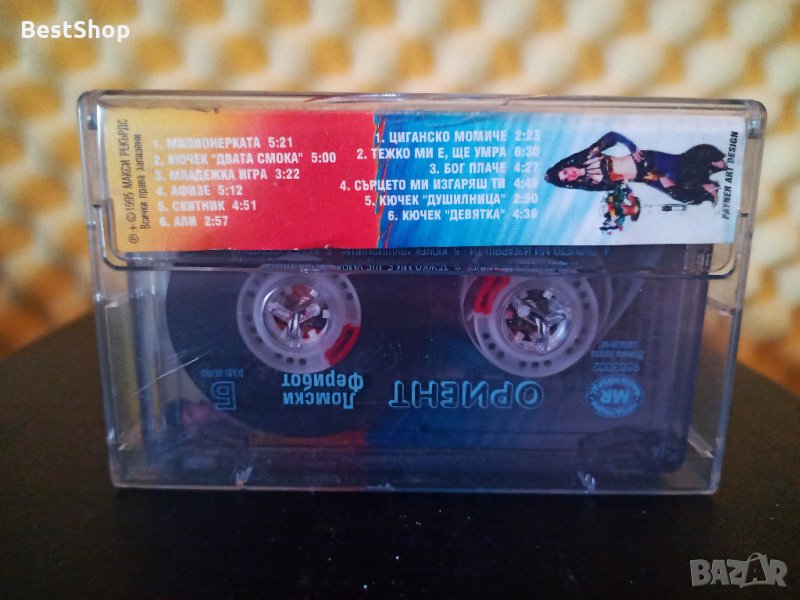 BestShop
℗+©1995 МАКСИ РЕКЪРДС
Всички права запазени
1. МИЛИОНЕРКАТА 5:21
2. КЮЧЕК "ДВАТА СМОКА" 5:00
3. МЛАДЕЖКА ИГРА 3:22
4. АФИЗЕ 5:12
5. СКИТНИК 4:51
6. АЛИ 2:57
1. ЦИГАНСКО МОМИЧЕ 2:23
2. ТЕЖКО МИ Е, ЩЕ УМРА 6:30
3. БОГ ПЛАЧЕ 4:27
4. СЪРЦЕТО МИ ИЗГАРЯШ ТИ 4:49
5. КЮЧЕК "ДУШИЛНИЦА" 2:50
6. КЮЧЕК "ДЕВЯТКА" 4:39
PAYNER ART DESIGN
ОРИЕНТ
Ломски
Ферибот
Б
MR
9503002
BAZAR